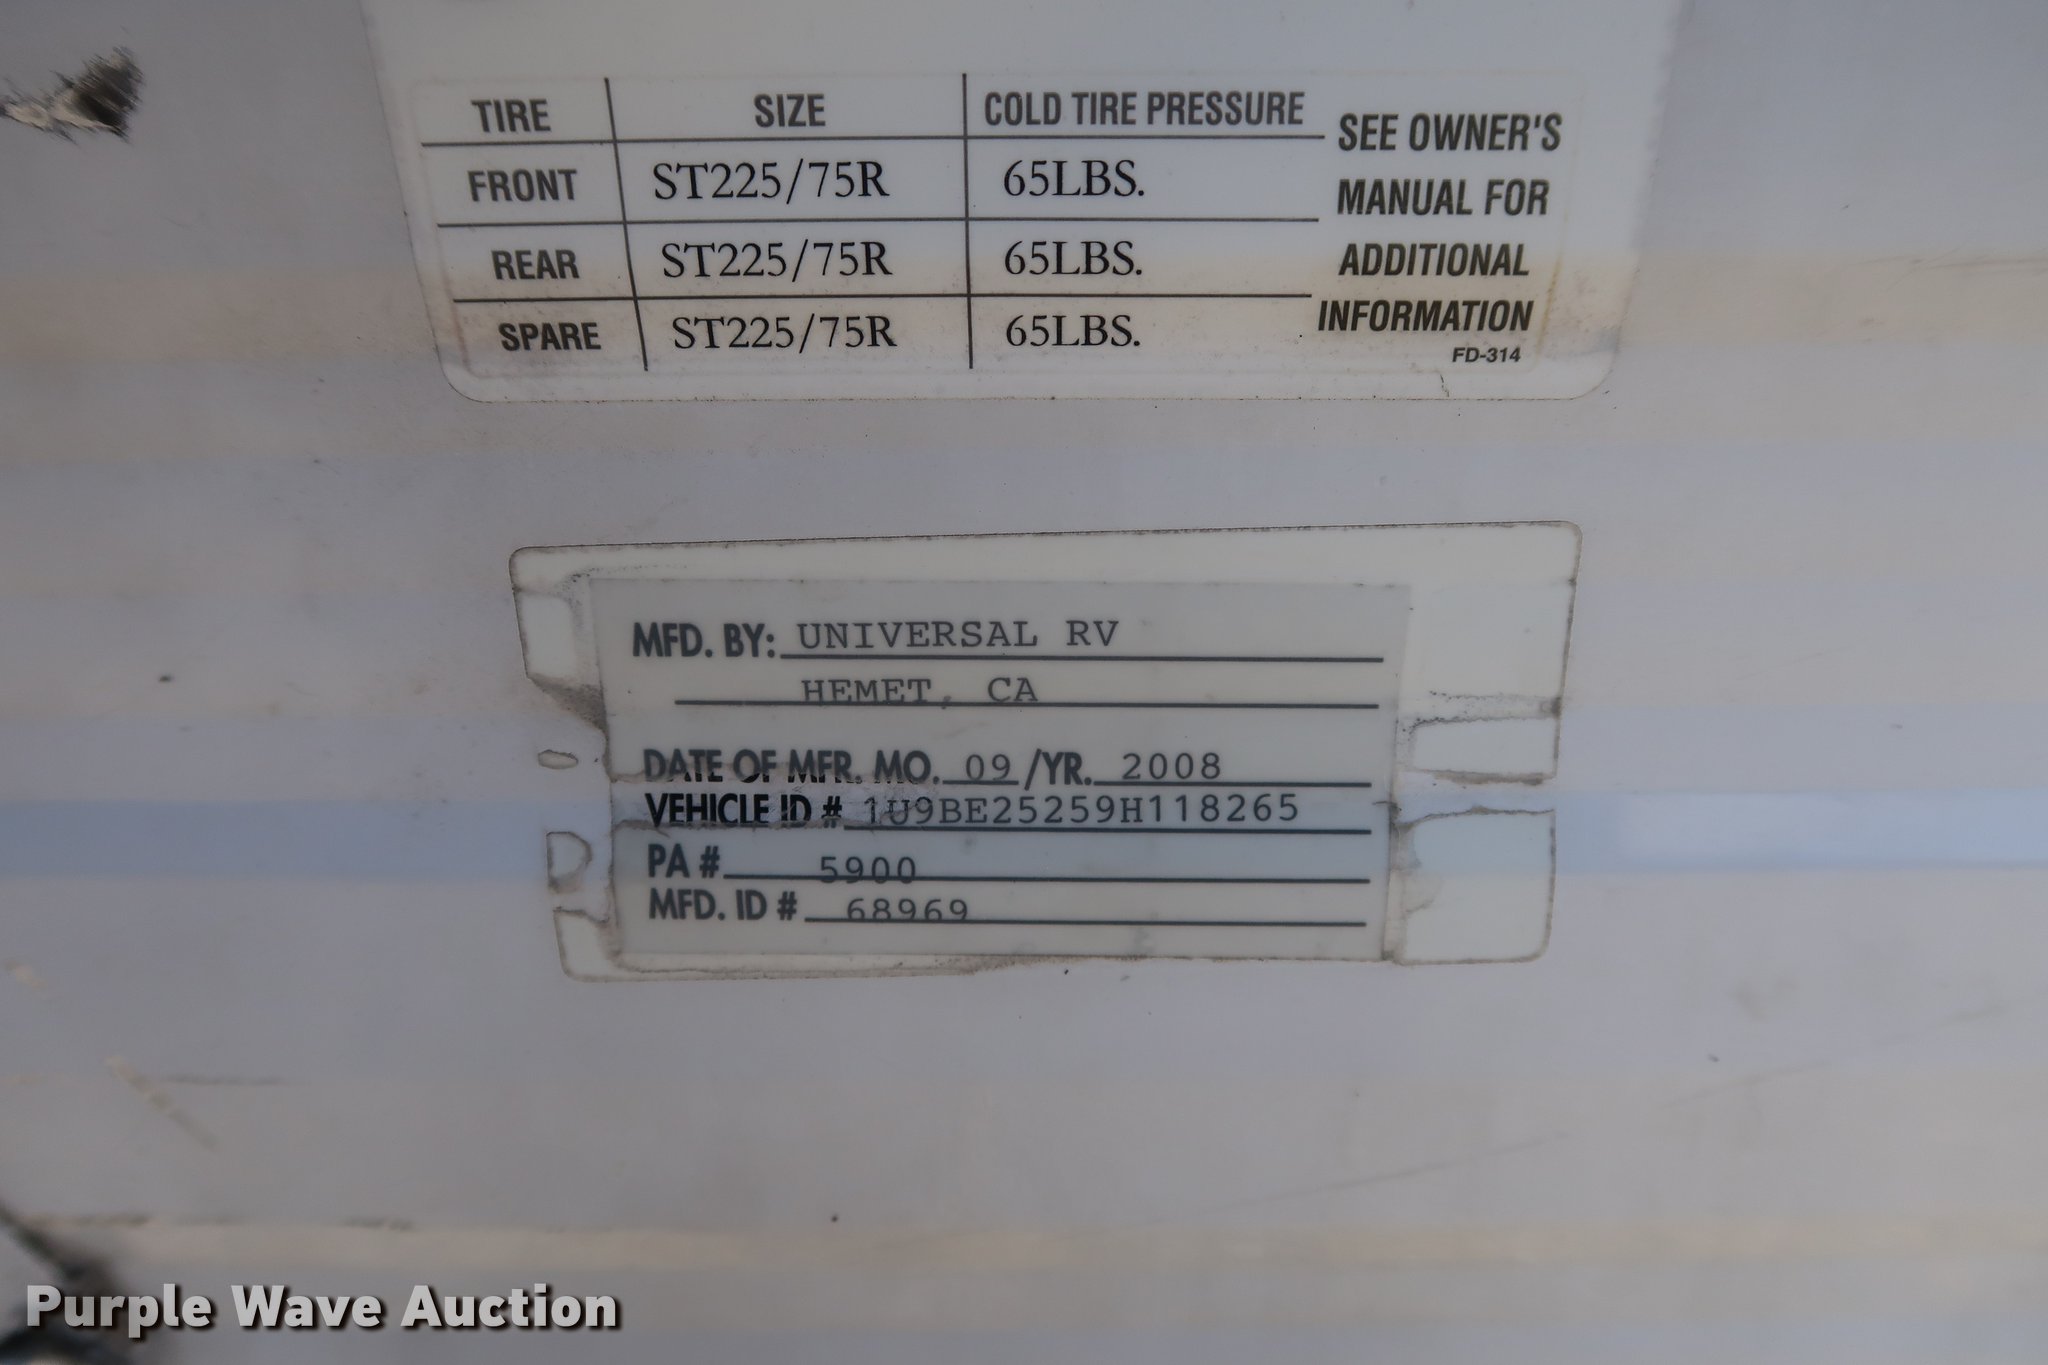 TIRE SIZE COLD TIRE PRESSURE SEE OWNER'S
FRONT ST225/75R 65LBS. MANUAL FOR
REAR ST225/75R 65LBS. ADDITIONAL
SPARE ST225/75R 65LBS. INFORMATION
FD-314
MFD. BY: UNIVERSAL RV
HEMET, CA
DATE OF MFR. MO. 09 /YR. 2008
VEHICLE ID # 1U9BE25259H118265
PA # 5900
MFD. ID # 68969
Purple Wave Auction